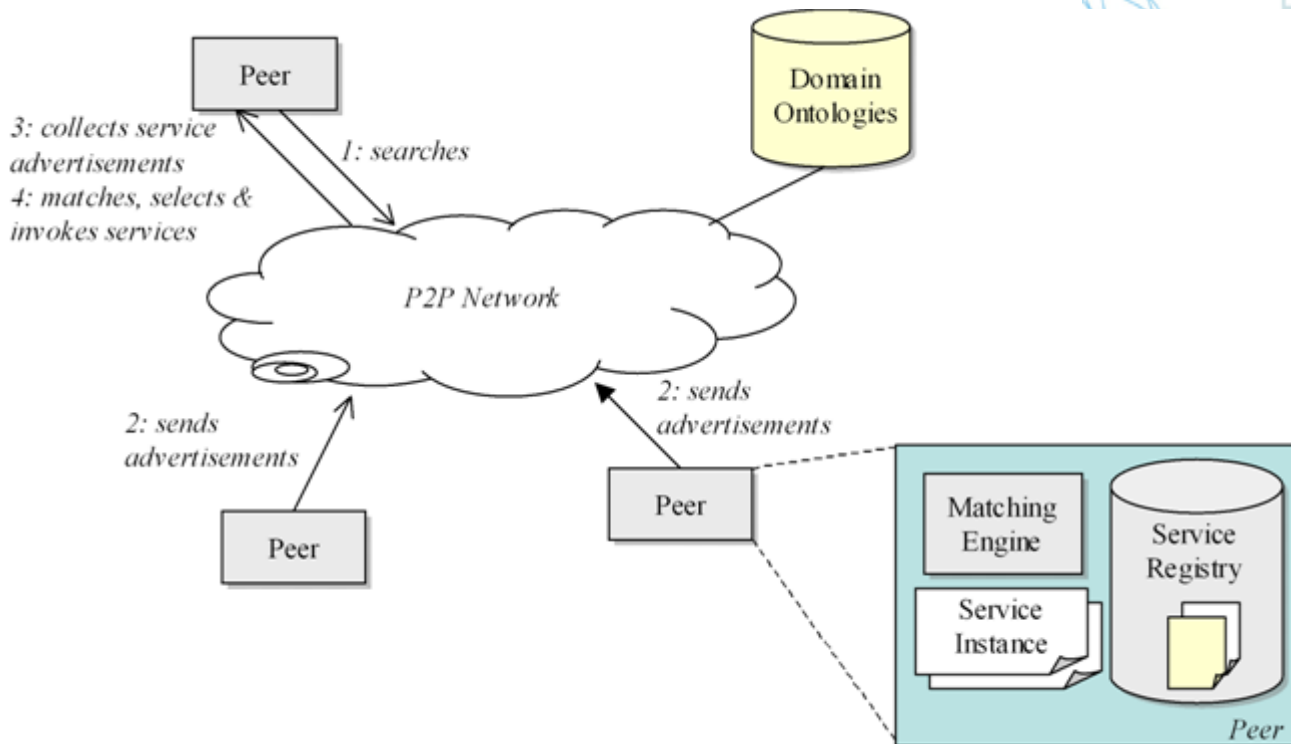 Peer
Domain
Ontologies
3: collects service
advertisements
4: matches, selects &
invokes services
1: searches
P2P Network
2: sends
advertisements
2: sends
advertisements
Peer
Peer
Matching
Engine
Service
Registry
Service
Instance
Peer